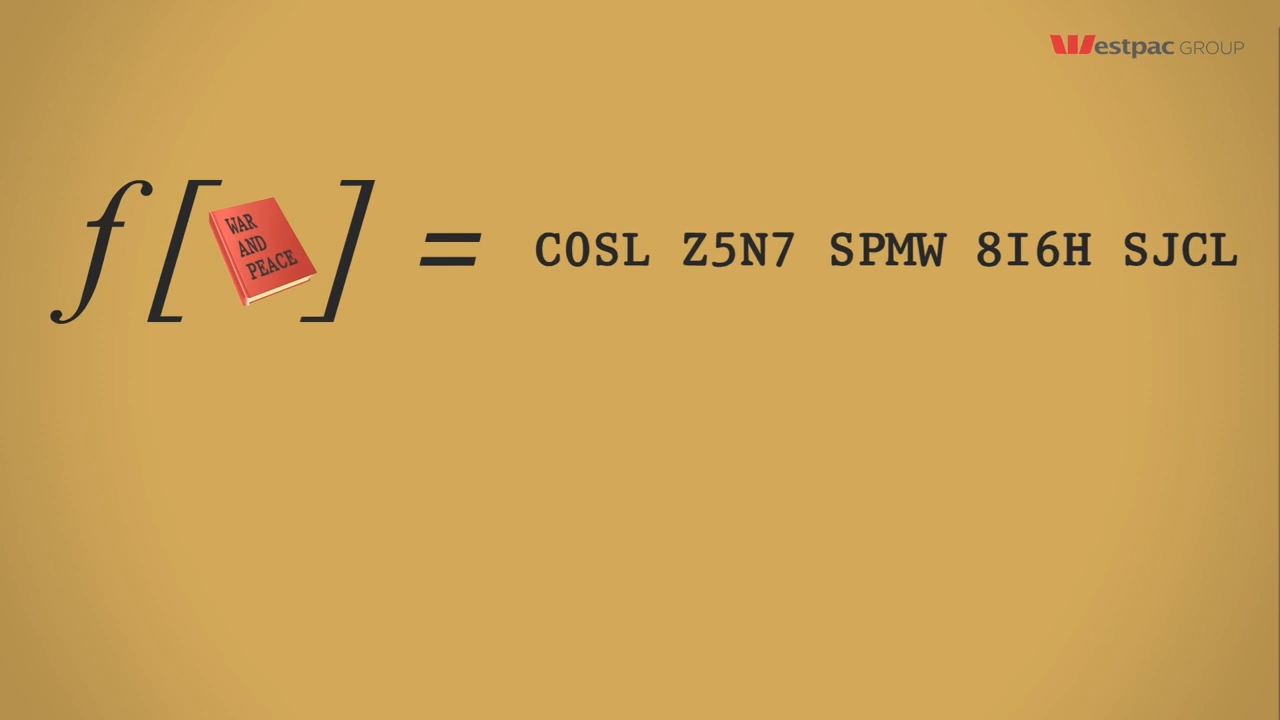 Westpac GROUP
f [ WAR
AND
PEACE ] = C0SL Z5N7 SPMW 8I6H SJCL